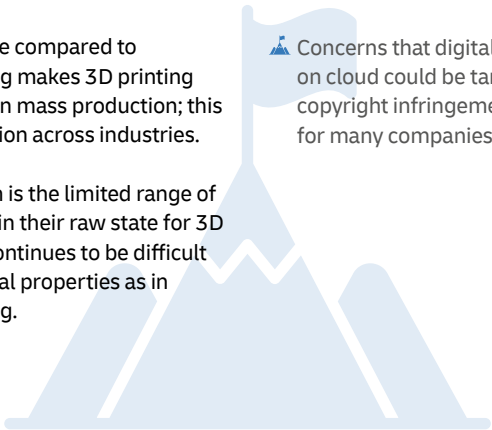 e compared to
g makes 3D printing
n mass production; this
ion across industries.
is the limited range of
in their raw state for 3D
ontinues to be difficult
al properties as in
g.
Concerns that digital
on cloud could be ta
copyright infringeme
for many companies